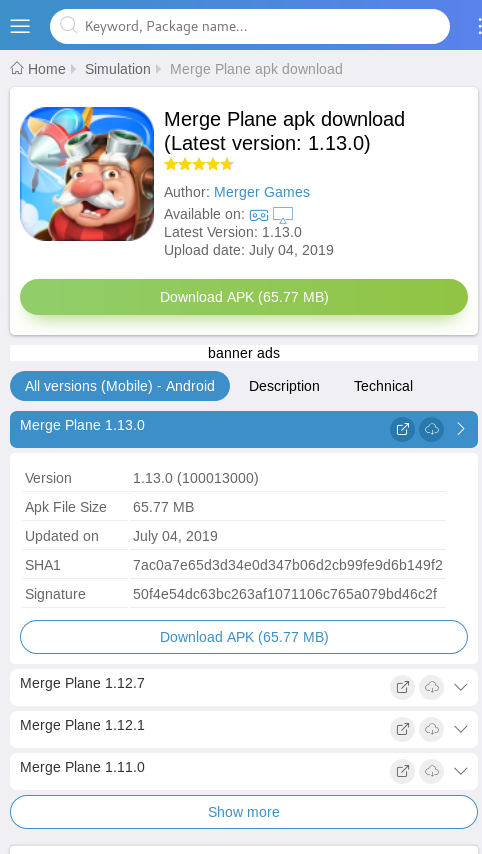 Keyword, Package name...
Home Simulation Merge Plane apk download
Merge Plane apk download
(Latest version: 1.13.0)
Author: Merger Games
Available on:
Latest Version: 1.13.0
Upload date: July 04, 2019
Download APK (65.77 MB)
banner ads
All versions (Mobile) - Android Description Technical
Merge Plane 1.13.0
Version 1.13.0 (100013000)
Apk File Size 65.77 MB
Updated on July 04, 2019
SHA1 7ac0a7e65d3d34e0d347b06d2cb99fe9d6b149f2
Signature 50f4e54dc63bc263af1071106c765a079bd46c2f
Download APK (65.77 MB)
Merge Plane 1.12.7
Merge Plane 1.12.1
Merge Plane 1.11.0
Show more